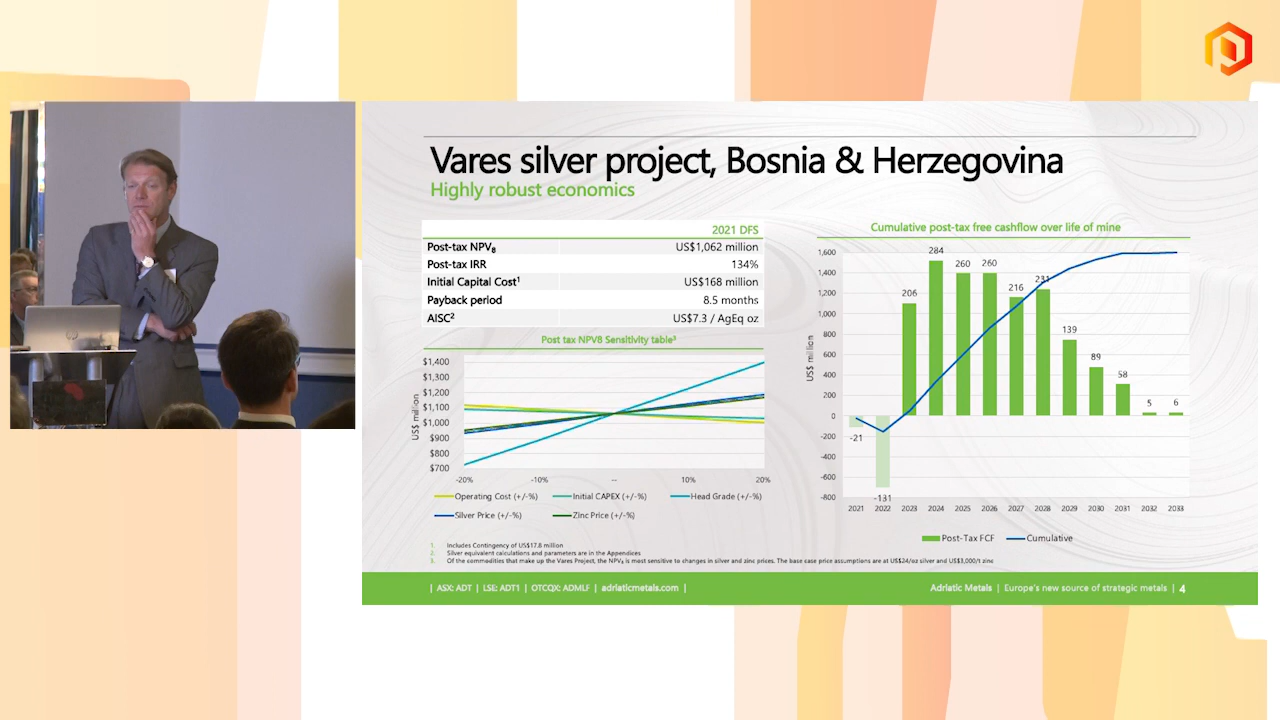 Vares silver project, Bosnia & Herzegovina
Highly robust economics
2021 DFS
Post-tax NPV8 US$1,062 million
Post-tax IRR 134%
Initial Capital Cost¹ US$168 million
Payback period 8.5 months
AISC² US$7.3 / AgEq oz
Post tax NPV8 Sensitivity table³
US$ million
$1,400
$1,300
$1,200
$1,100
$1,000
$900
$800
$700
-20% -10% -- 10% 20%
Operating Cost (+/-%) Initial CAPEX (+/-%) Head Grade (+/-%)
Silver Price (+/-%) Zinc Price (+/-%)
Cumulative post-tax free cashflow over life of mine
US$ million
1,600
1,400
1,200
1,000
800
600
400
200
0
-200
-400
-600
-800
-21 -131 206 284 260 260 216 231 139 89 58 5 6
2021 2022 2023 2024 2025 2026 2027 2028 2029 2030 2031 2032 2033
Post-Tax FCF Cumulative
1. Includes Contingency of US$17.8 million
2. Silver equivalent calculations and parameters are in the Appendices
3. Of the commodities that make up the Vares Project, the NPV8 is most sensitive to changes in silver and zinc prices. The base case price assumptions are at US$24/oz silver and US$3,000/t zinc
| ASX: ADT | LSE: ADT1 | OTCQX: ADMLF | adriaticmetals.com |
Adriatic Metals | Europe's new source of strategic metals | 4